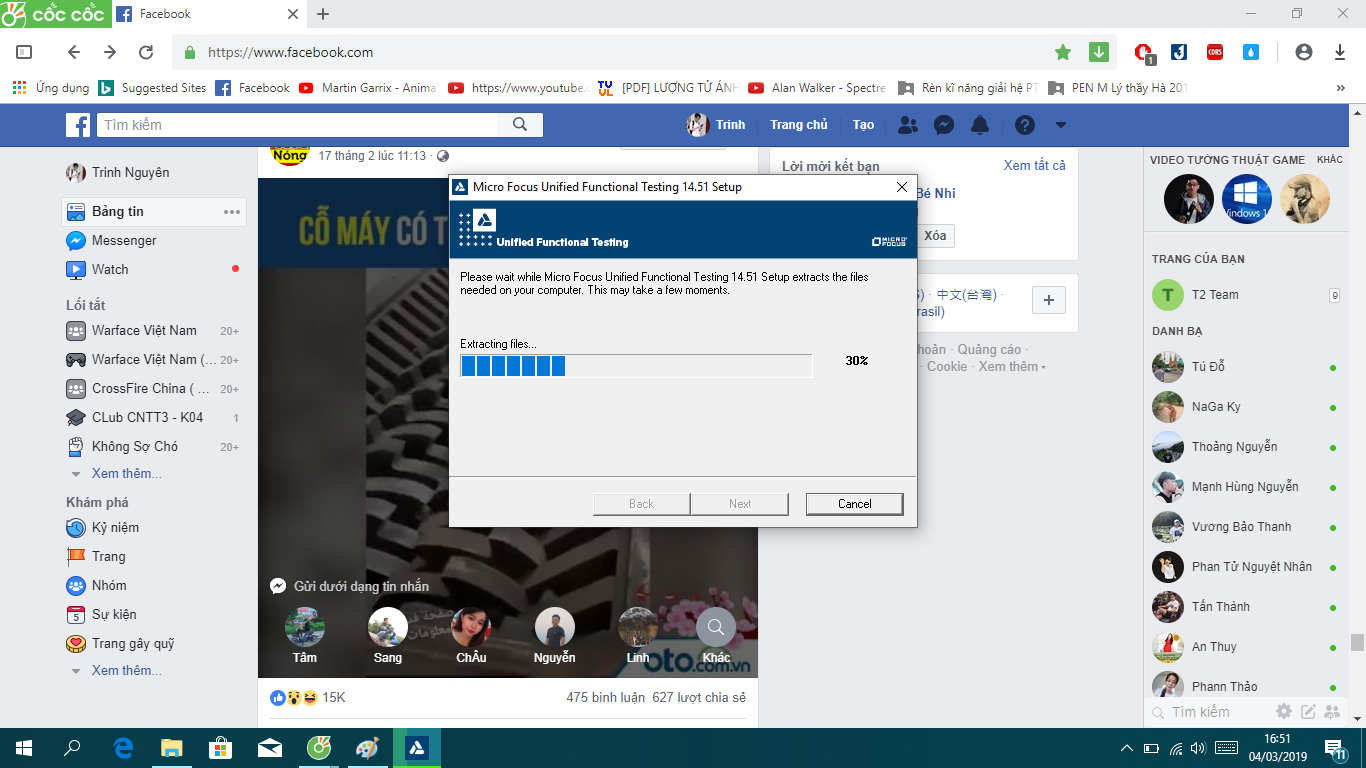 cốc cốc
Facebook
https://www.facebook.com
1
CORS
Ứng dụng
Suggested Sites
Facebook
Martin Garrix - Anima
https://www.youtube.
[PDF] LƯỢNG TỬ ÁNH
Alan Walker - Spectre
Rèn kĩ năng giải hệ PT
PEN M Lý thầy Hà 201
»
Tìm kiếm
Trinh
Trang chủ
Tạo
Trinh Nguyên
Bảng tin
Messenger
Watch
Lối tắt
Warface Việt Nam 20+
Warface Việt Nam (... 20+
CrossFire China ( ... 20+
CLub CNTT3 - K04 1
Không Sợ Chó 20+
Xem thêm...
Khám phá
Kỷ niệm
Trang
Nhóm
5 Sự kiện
Trang gây quỹ
Xem thêm...
Nóng
17 tháng 2 lúc 11:13 ·
CỖ MÁY CÓ T
Micro Focus Unified Functional Testing 14.51 Setup
Unified Functional Testing
MICRO FOCUS
Please wait while Micro Focus Unified Functional Testing 14.51 Setup extracts the files
needed on your computer. This may take a few moments.
Extracting files...
30%
Back
Next
Cancel
Gửi dưới dạng tin nhắn
Tâm
Sang
ChÂu
Nguyễn
Linh
Khác
oto.com.vn
15K
475 bình luận 627 lượt chia sẻ
Lời mời kết bạn
Xem tất cả
Bé Nhi
Xóa
S) · 中文(台灣) ·
rasil)
khoản · Quảng cáo ·
· Cookie · Xem thêm
VIDEO TƯỜNG THUẬT GAME
KHÁC
Windows 1
TRANG CỦA BẠN
T T2 Team 9
DANH BẠ
Tú Đỗ
NaGa Ky
Thoảng Nguyễn
Mạnh Hùng Nguyễn
Vương Bảo Thanh
Phan Tử Nguyệt Nhân
Tấn Thành
An Thuy
Phann Thảo
Tìm kiếm
16:51
04/03/2019
11